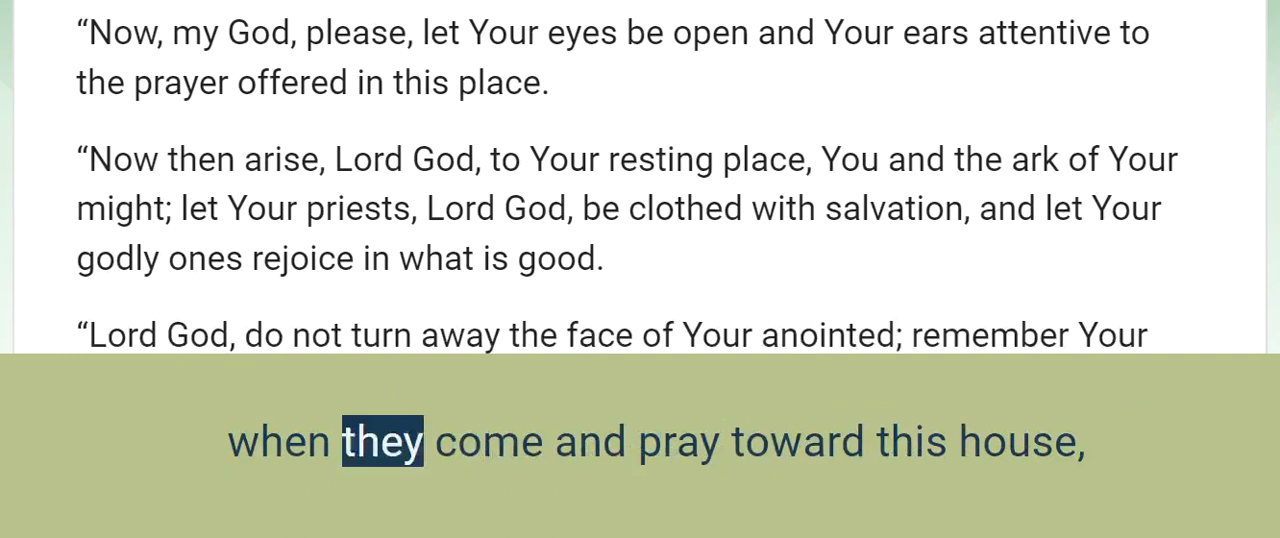 “Now, my God, please, let Your eyes be open and Your ears attentive to
the prayer offered in this place.
“Now then arise, Lord God, to Your resting place, You and the ark of Your
might; let Your priests, Lord God, be clothed with salvation, and let Your
godly ones rejoice in what is good.
“Lord God, do not turn away the face of Your anointed; remember Your
when they come and pray toward this house,